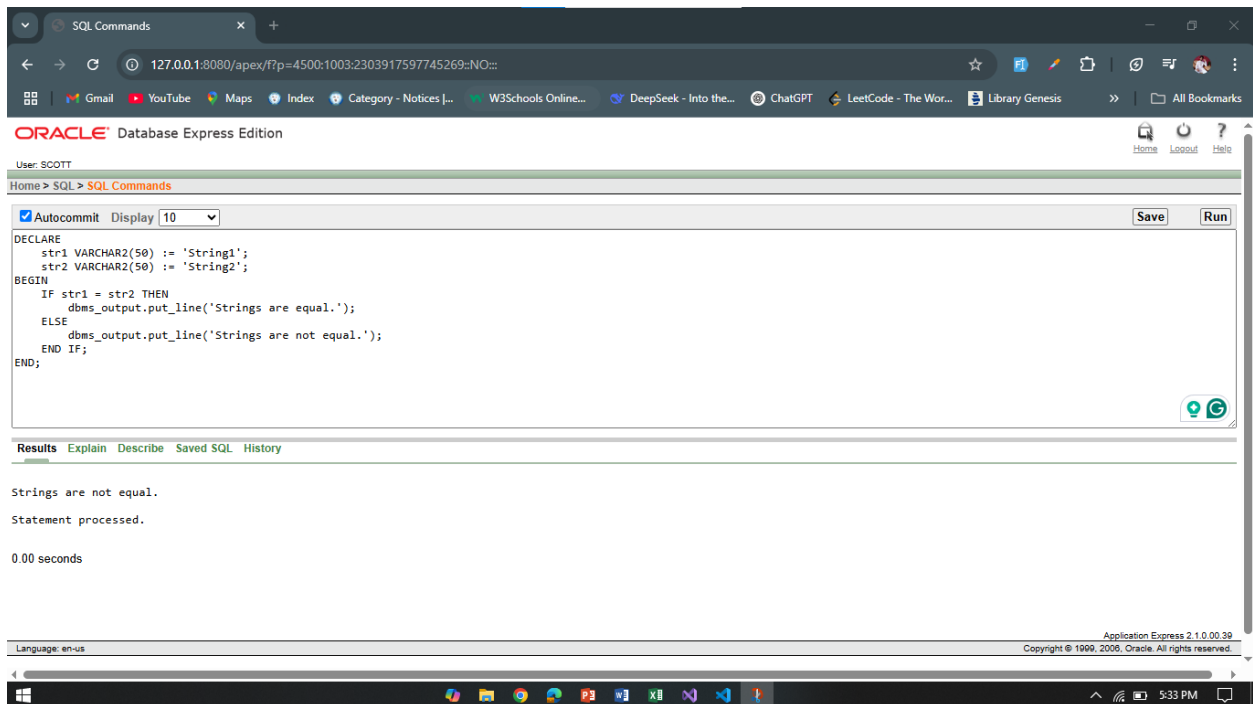 SQL Commands
127.0.0.1:8080/apex/f?p=4500:1003:2303917597745269::NO:::
Gmail YouTube Maps Index Category - Notices |... W3Schools Online... DeepSeek - Into the... ChatGPT LeetCode - The Wor... Library Genesis » All Bookmarks
ORACLE Database Express Edition
Home Logout Help
User: SCOTT
Home > SQL > SQL Commands
Autocommit Display 10 Save Run
DECLARE
    str1 VARCHAR2(50) := 'String1';
    str2 VARCHAR2(50) := 'String2';
BEGIN
    IF str1 = str2 THEN
        dbms_output.put_line('Strings are equal.');
    ELSE
        dbms_output.put_line('Strings are not equal.');
    END IF;
END;
Results Explain Describe Saved SQL History
Strings are not equal.
Statement processed.
0.00 seconds
Application Express 2.1.0.00.39
Language: en-us Copyright © 1999, 2006, Oracle. All rights reserved.
5:33 PM